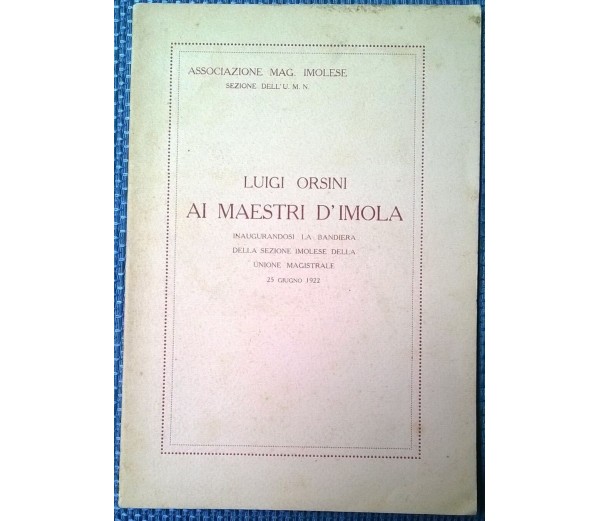 ASSOCIAZIONE MAG. IMOLESE
SEZIONE DELL'U. M. N.
LUIGI ORSINI
AI MAESTRI D'IMOLA
INAUGURANDOSI LA BANDIERA
DELLA SEZIONE IMOLESE DELLA
UNIONE MAGISTRALE
25 GIUGNO 1922